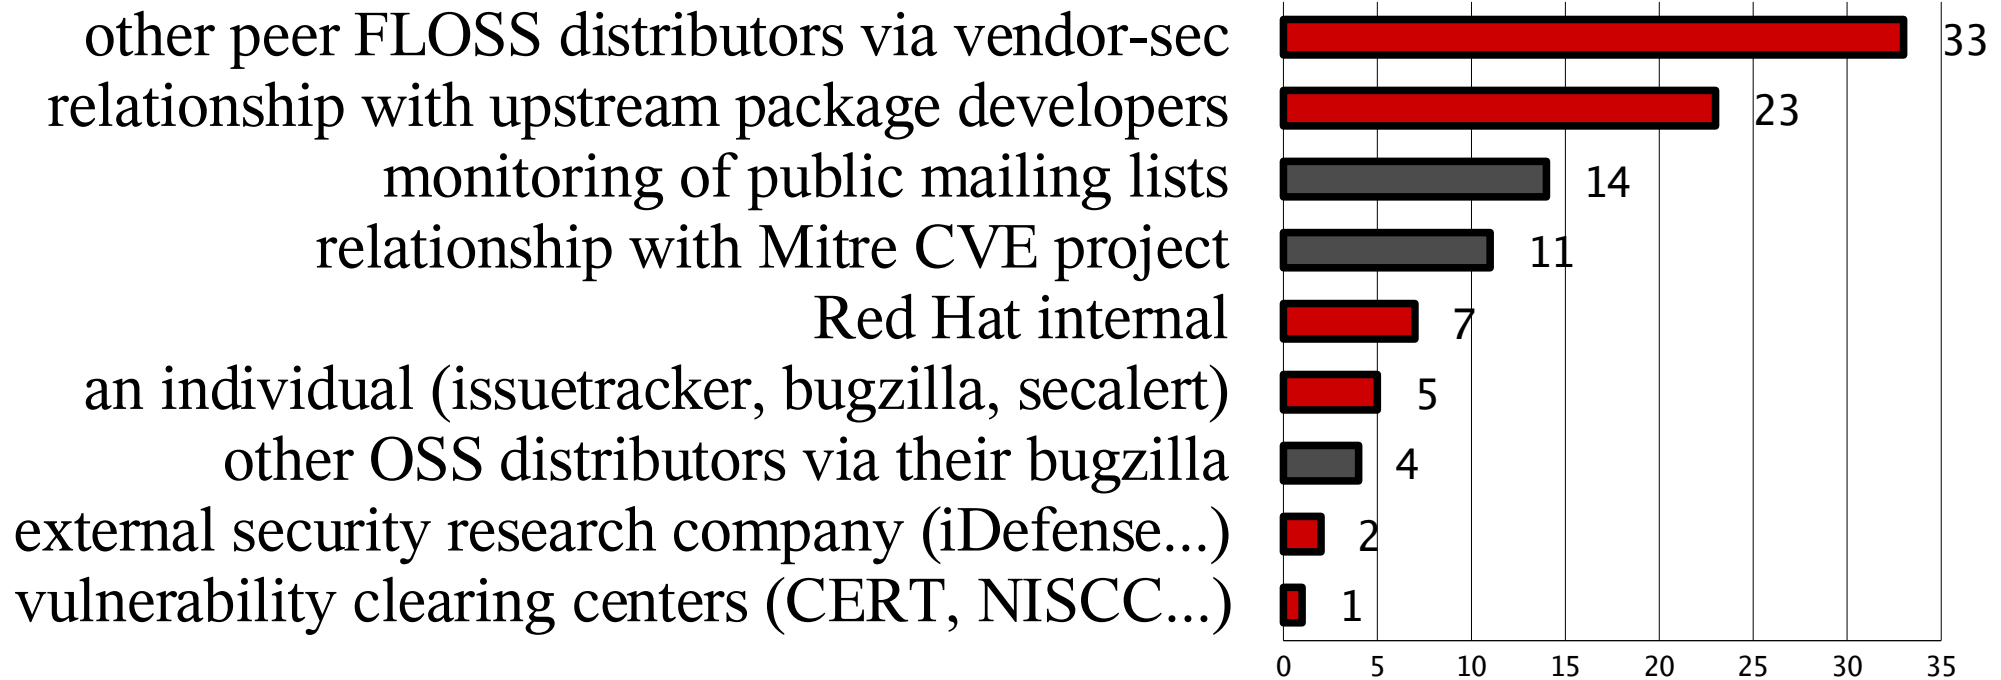 other peer FLOSS distributors via vendor-sec 33
relationship with upstream package developers 23
monitoring of public mailing lists 14
relationship with Mitre CVE project 11
Red Hat internal 7
an individual (issuetracker, bugzilla, secalert) 5
other OSS distributors via their bugzilla 4
external security research company (iDefense...) 2
vulnerability clearing centers (CERT, NISCC...) 1
0 5 10 15 20 25 30 35